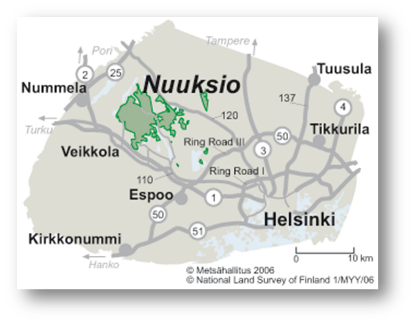 Pori
Tampere
2
25
Nuuksio
Tuusula
Nummela
137
4
120
Turku
50
Tikkurila
Ring Road III
3
Veikkola
110
Ring Road I
Espoo
1
50
Helsinki
51
Kirkkonummi
Hanko
0 10 km
© Metsähallitus 2006
© National Land Survey of Finland 1/MYY/06